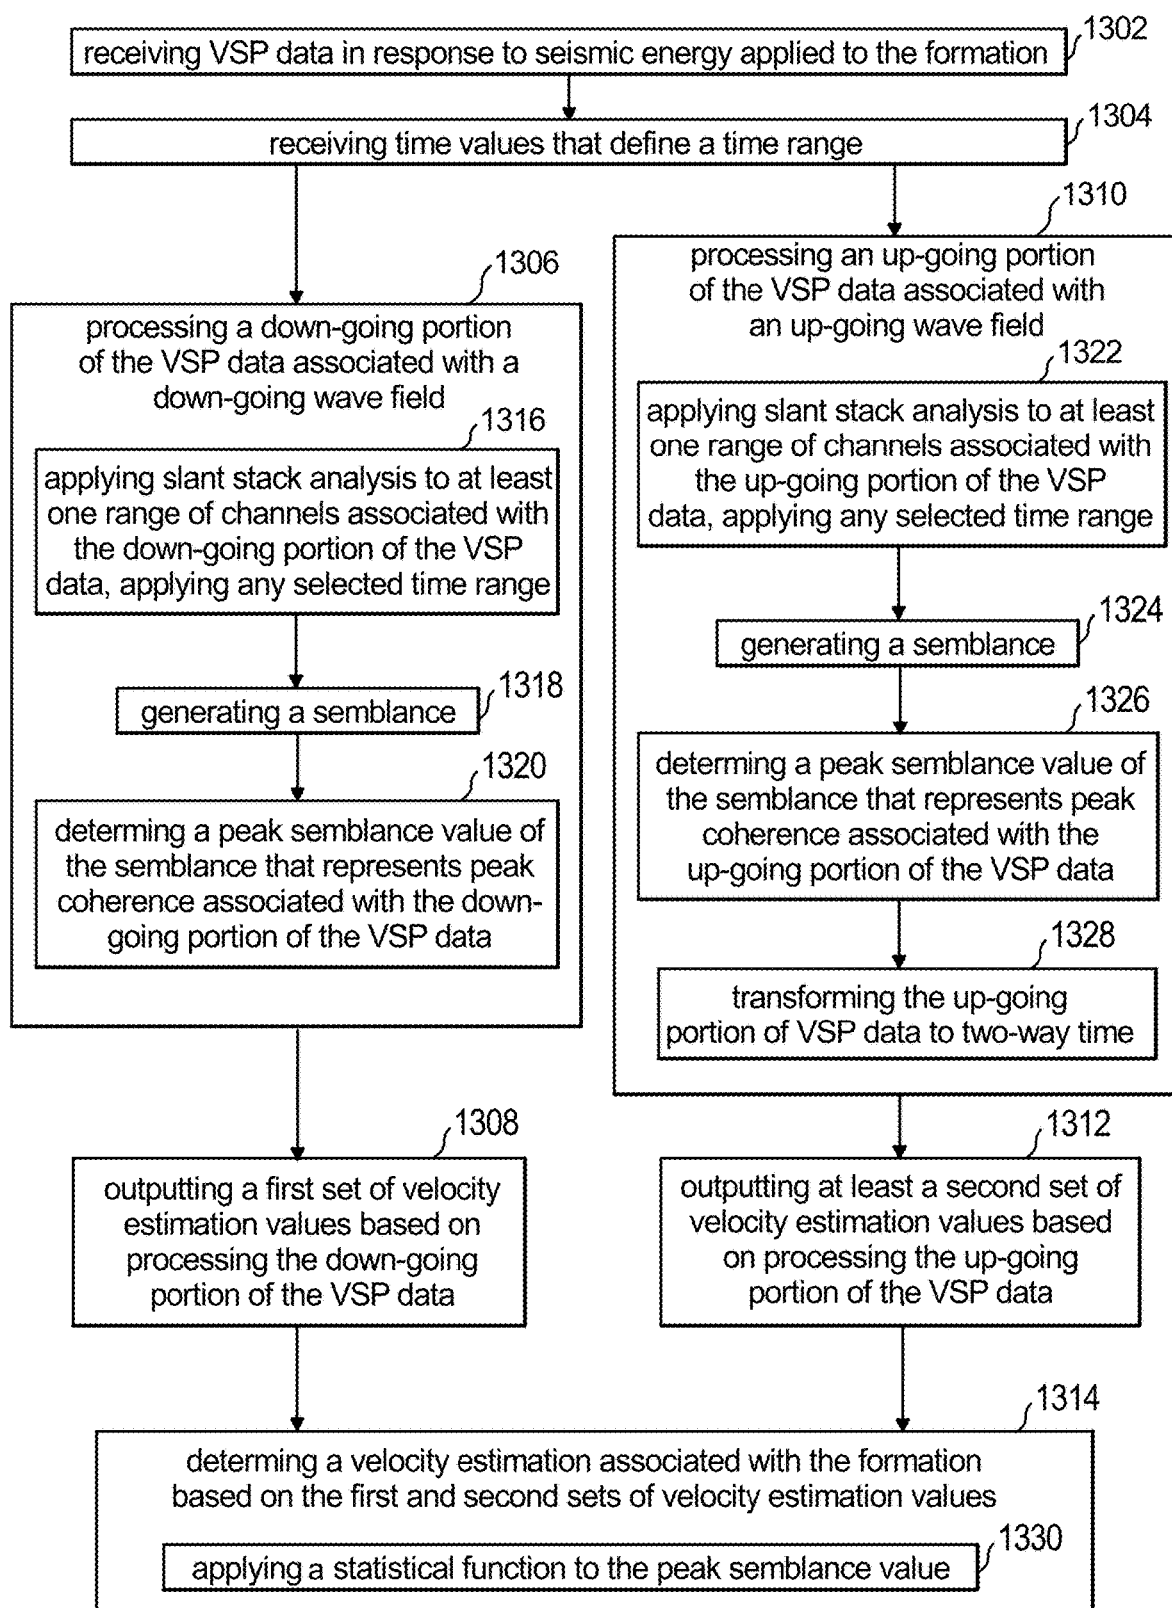 1302
receiving VSP data in response to seismic energy applied to the formation
1304
receiving time values that define a time range
1306
processing a down-going portion
of the VSP data associated with a
down-going wave field
1316
applying slant stack analysis to at least
one range of channels associated with
the down-going portion of the VSP
data, applying any selected time range
1318
generating a semblance
1320
determing a peak semblance value of
the semblance that represents peak
coherence associated with the down-
going portion of the VSP data
1308
outputting a first set of velocity
estimation values based on
processing the down-going
portion of the VSP data
1310
processing an up-going portion
of the VSP data associated with
an up-going wave field
1322
applying slant stack analysis to at least
one range of channels associated with
the up-going portion of the VSP
data, applying any selected time range
1324
generating a semblance
1326
determing a peak semblance value of
the semblance that represents peak
coherence associated with the
up-going portion of the VSP data
1328
transforming the up-going
portion of VSP data to two-way time
1312
outputting at least a second set of
velocity estimation values based
on processing the up-going
portion of the VSP data
1314
determing a velocity estimation associated with the formation
based on the first and second sets of velocity estimation values
1330
applying a statistical function to the peak semblance value